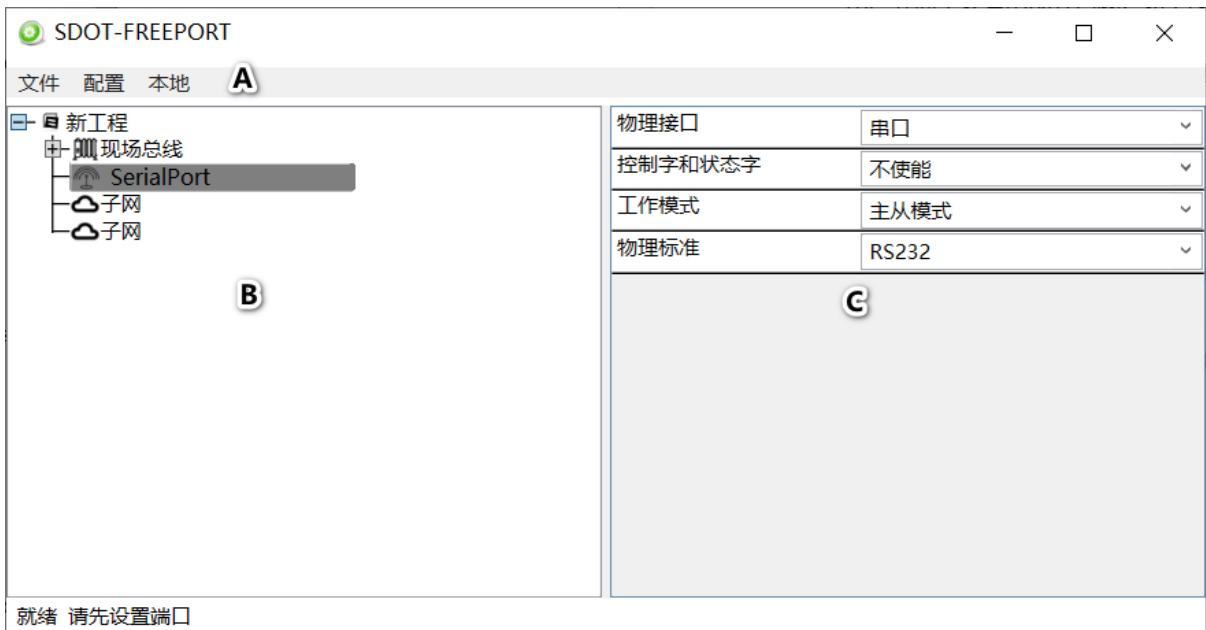 SDOT-FREEPORT
文件 配置 本地 A
新工程
现场总线
SerialPort
子网
子网
B
物理接口 串口
控制字和状态字 不使能
工作模式 主从模式
物理标准 RS232
C
就绪 请先设置端口